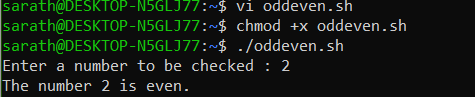 sarath@DESKTOP-N5GLJ77:~$ vi oddeven.sh
sarath@DESKTOP-N5GLJ77:~$ chmod +x oddeven.sh
sarath@DESKTOP-N5GLJ77:~$ ./oddeven.sh
Enter a number to be checked : 2
The number 2 is even.